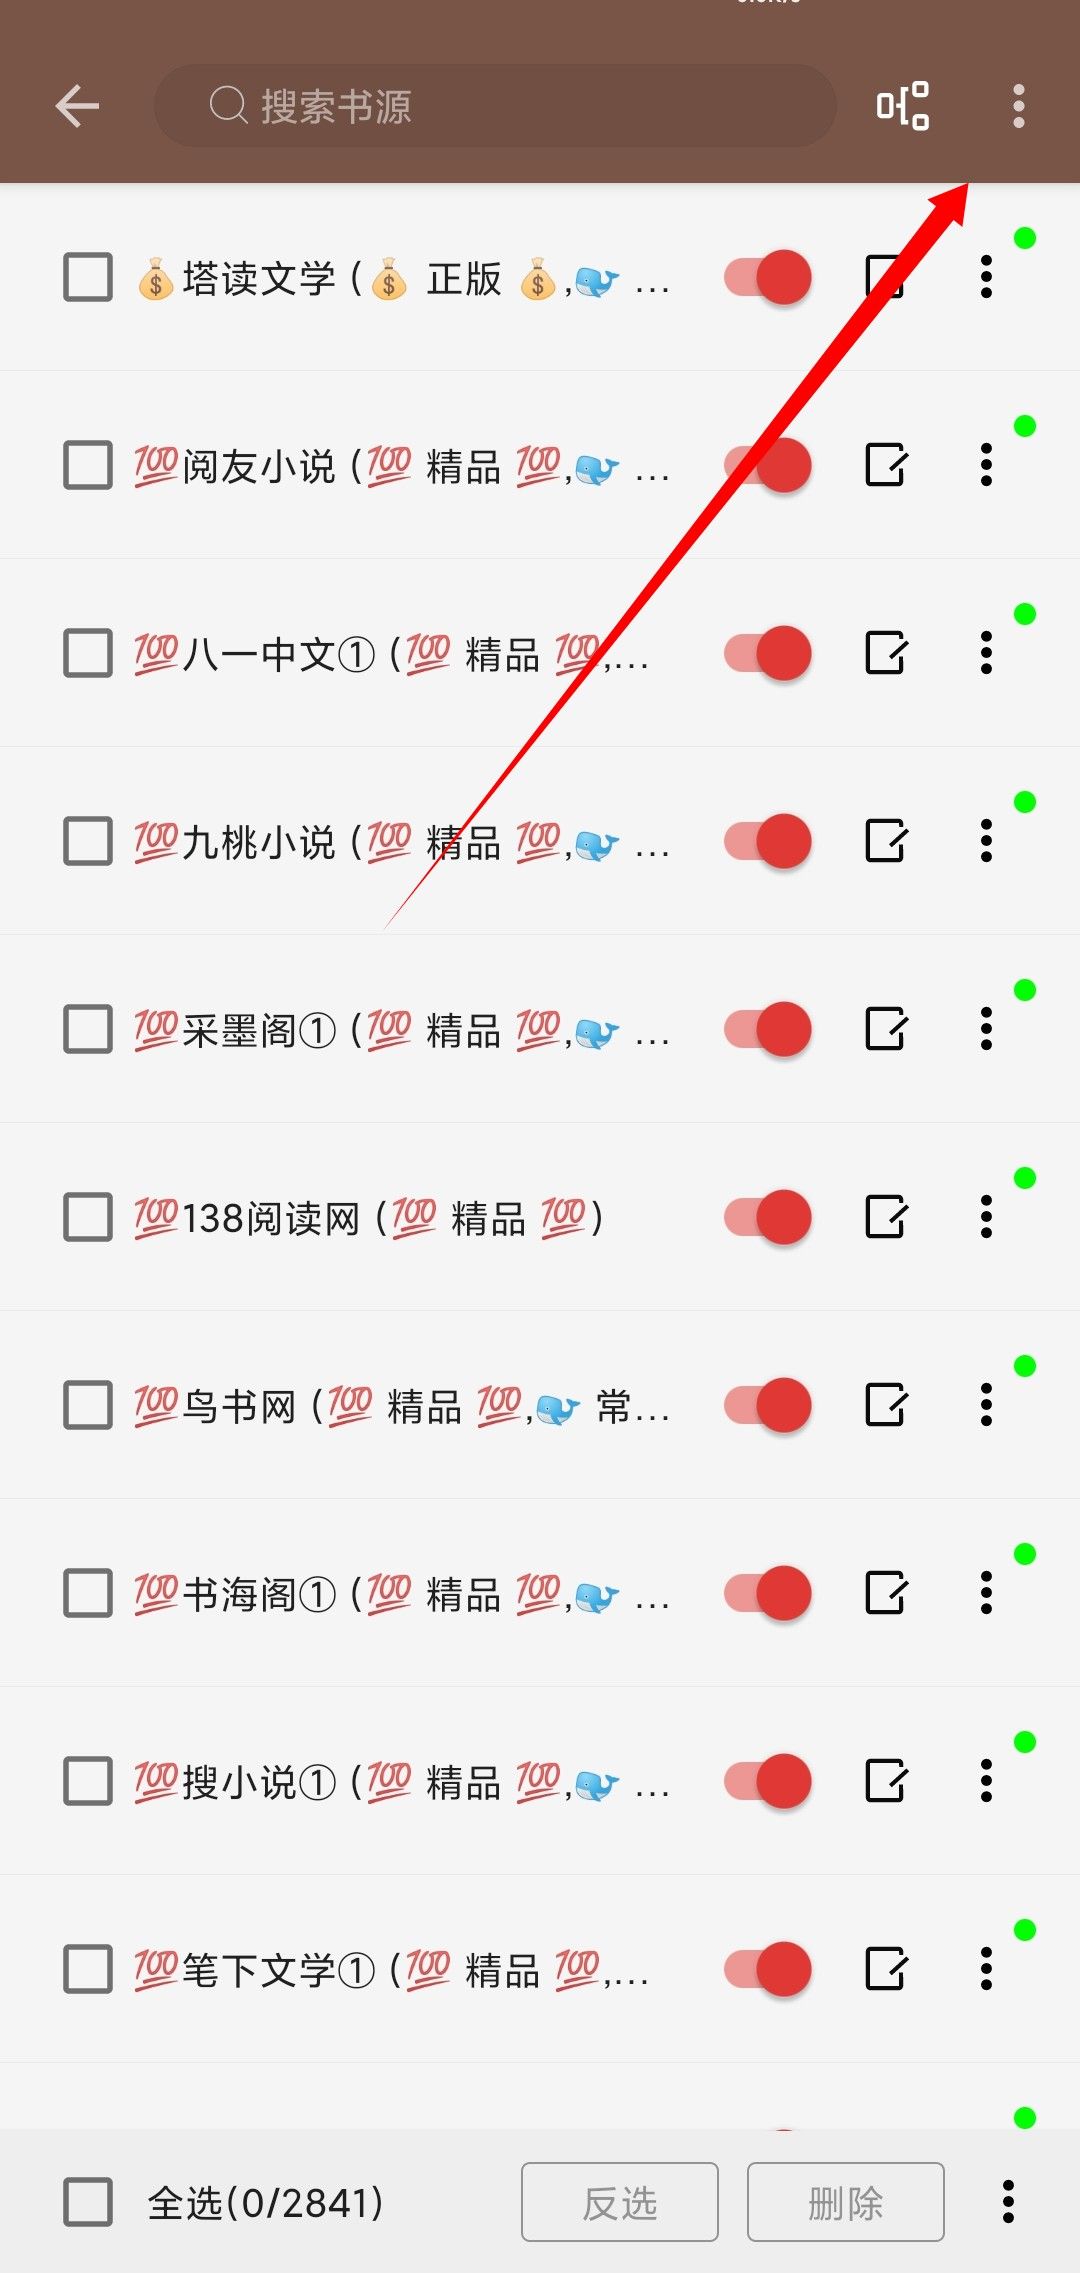 搜索书源
💰塔读文学 (💰 正版 💰,🐳 ...
💯阅友小说 (💯 精品 💯,🐳 ...
💯八一中文① (💯 精品 💯,...
💯九桃小说 (💯 精品 💯,🐳 ...
💯采墨阁① (💯 精品 💯,🐳 ...
💯138阅读网 (💯 精品 💯)
💯鸟书网 (💯 精品 💯,🐳 常...
💯书海阁① (💯 精品 💯,🐳 ...
💯搜小说① (💯 精品 💯,🐳 ...
💯笔下文学① (💯 精品 💯,...
全选(0/2841) 反选 删除